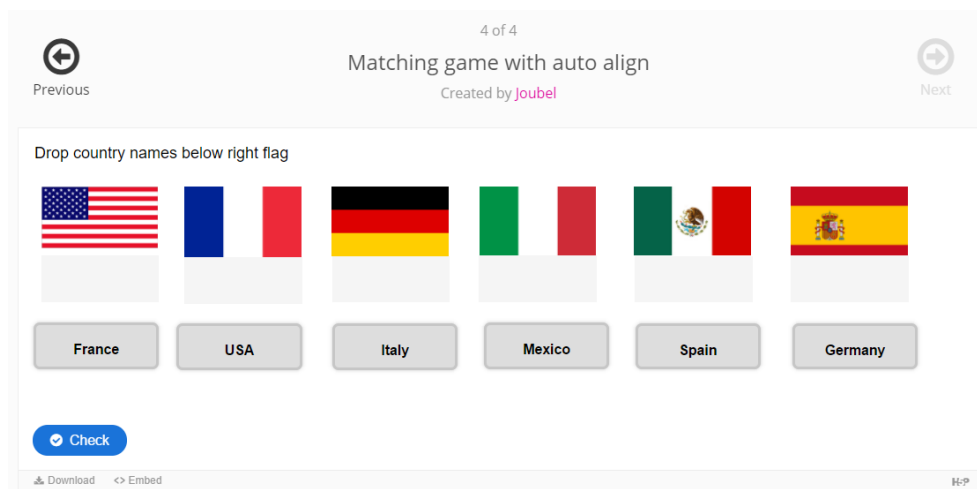 4 of 4
Matching game with auto align
Previous
Created by Joubel
Next
Drop country names below right flag
France
USA
Italy
Mexico
Spain
Germany
Check
Download
<> Embed
H-P